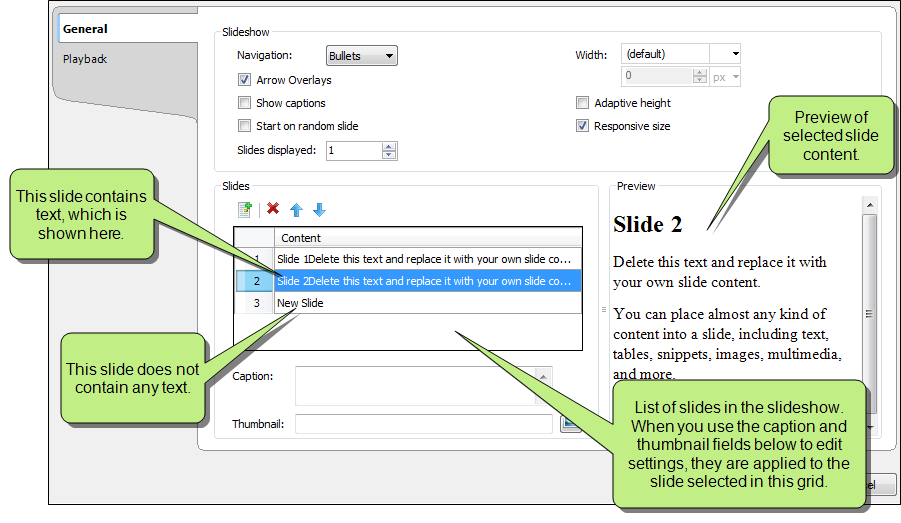 General
Playback
Slideshow
Navigation: Bullets
Width: (default)
0 px
Arrow Overlays
Show captions
Adaptive height
Start on random slide
Responsive size
Slides displayed: 1
Preview of
selected slide
content.
Slides
Preview
This slide contains
text, which is
shown here.
Content
1 Slide 1Delete this text and replace it with your own slide co...
2 Slide 2Delete this text and replace it with your own slide co...
3 New Slide
Slide 2
Delete this text and replace it with
your own slide content.
You can place almost any kind of
content into a slide, including text,
tables, snippets, images, multimedia,
and more.
This slide does not
contain any text.
Caption:
Thumbnail:
List of slides in the slideshow.
When you use the caption and
thumbnail fields below to edit
settings, they are applied to the
slide selected in this grid.